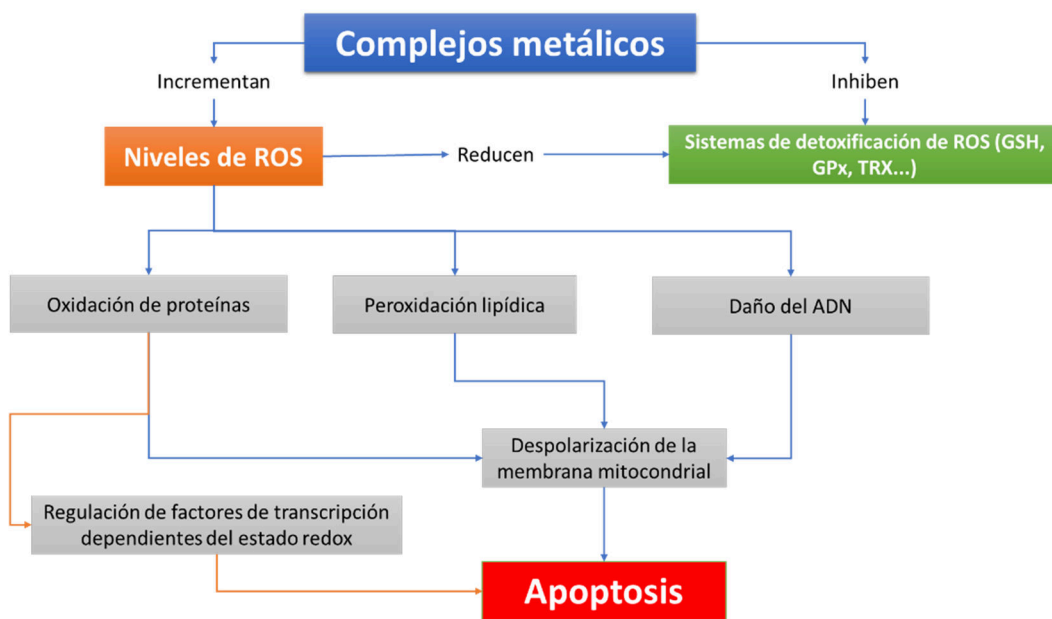 Complejos metálicos
Incrementan
Inhiben
Niveles de ROS
Reducen
Sistemas de detoxificación de ROS (GSH,
GPx, TRX...)
Oxidación de proteínas
Peroxidación lipídica
Daño del ADN
Despolarización de la
membrana mitocondrial
Regulación de factores de transcripción
dependientes del estado redox
Apoptosis